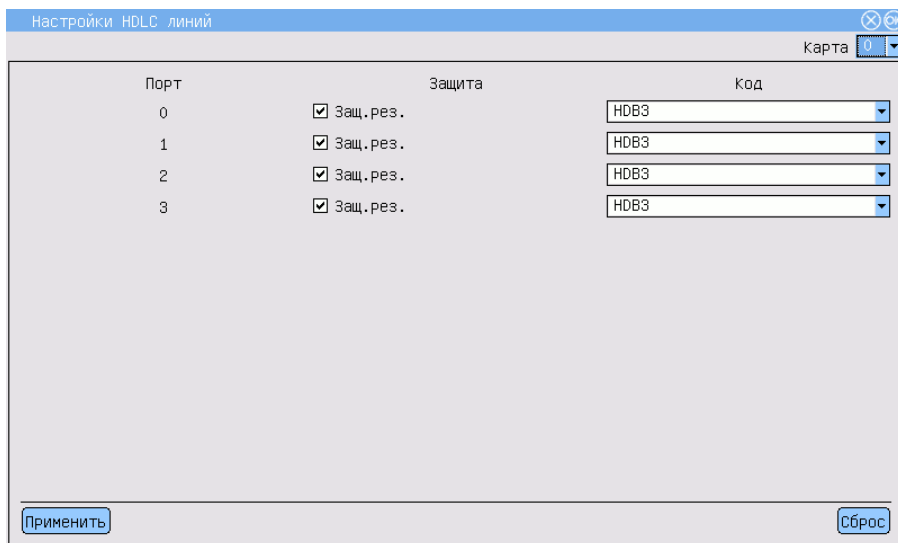 Настройки HDLC линий
OK
Карта 0
Порт Защита Код
0 Защ.рез. HDB3
1 Защ.рез. HDB3
2 Защ.рез. HDB3
3 Защ.рез. HDB3
Применить Сброс